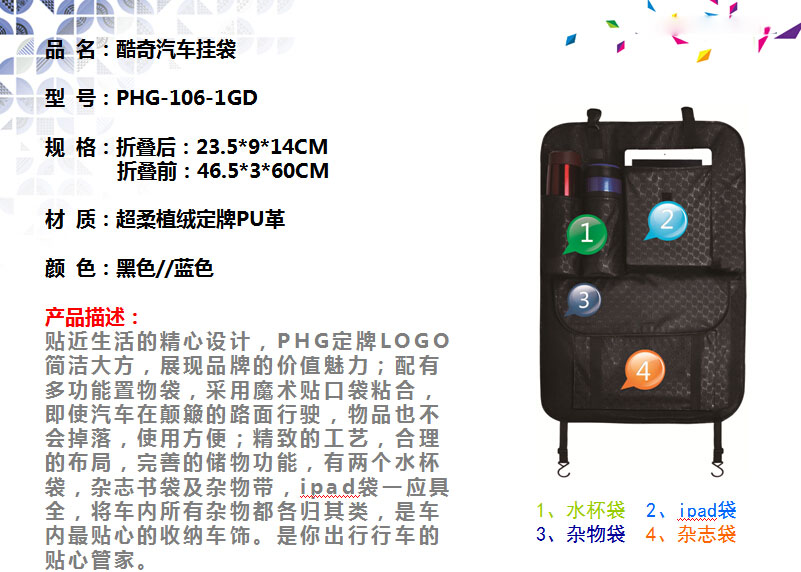 品 名：酷奇汽车挂袋
型 号：PHG-106-1GD
规 格：折叠后：23.5*9*14CM
折叠前：46.5*3*60CM
材 质：超柔植绒定牌PU革
颜 色：黑色//蓝色
产品描述：
贴近生活的精心设计，PHG定牌LOGO
简洁大方，展现品牌的价值魅力；配有
多功能置物袋，采用魔术贴口袋粘合，
即使汽车在颠簸的路面行驶，物品也不
会掉落，使用方便；精致的工艺，合理
的布局，完善的储物功能，有两个水杯
袋，杂志书袋及杂物带，ipad袋一应具
全，将车内所有杂物都各归其类，是车
内最贴心的收纳车饰。是你出行行车的
贴心管家。
1
2
3
4
1、水杯袋 2、ipad袋
3、杂物袋 4、杂志袋